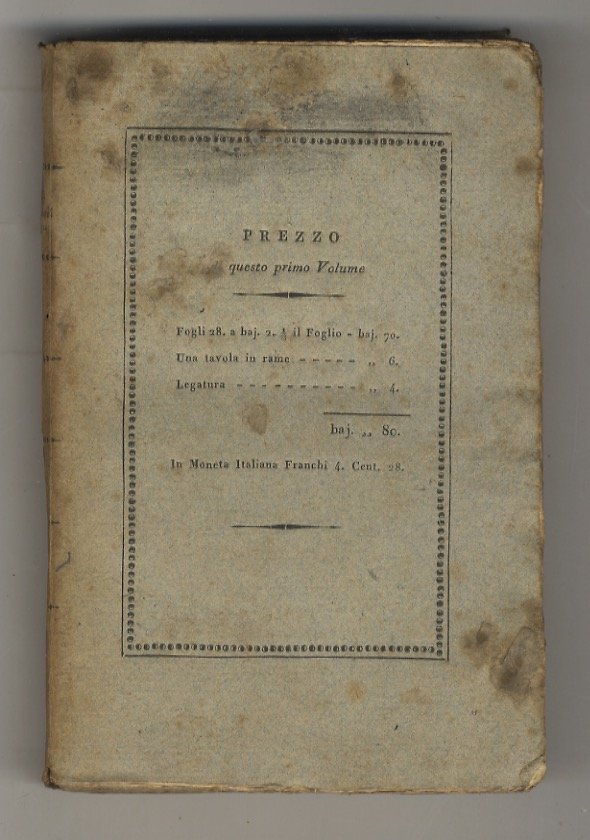 PREZZO
di questo primo Volume
Fogli 28. a baj. 2. ½ il Foglio - baj. 70.
Una tavola in rame - - - - - - „ 6.
Legatura - - - - - - - - - - - „ 4.
baj. „ 80.
In Moneta Italiana Franchi 4. Cent. 28.